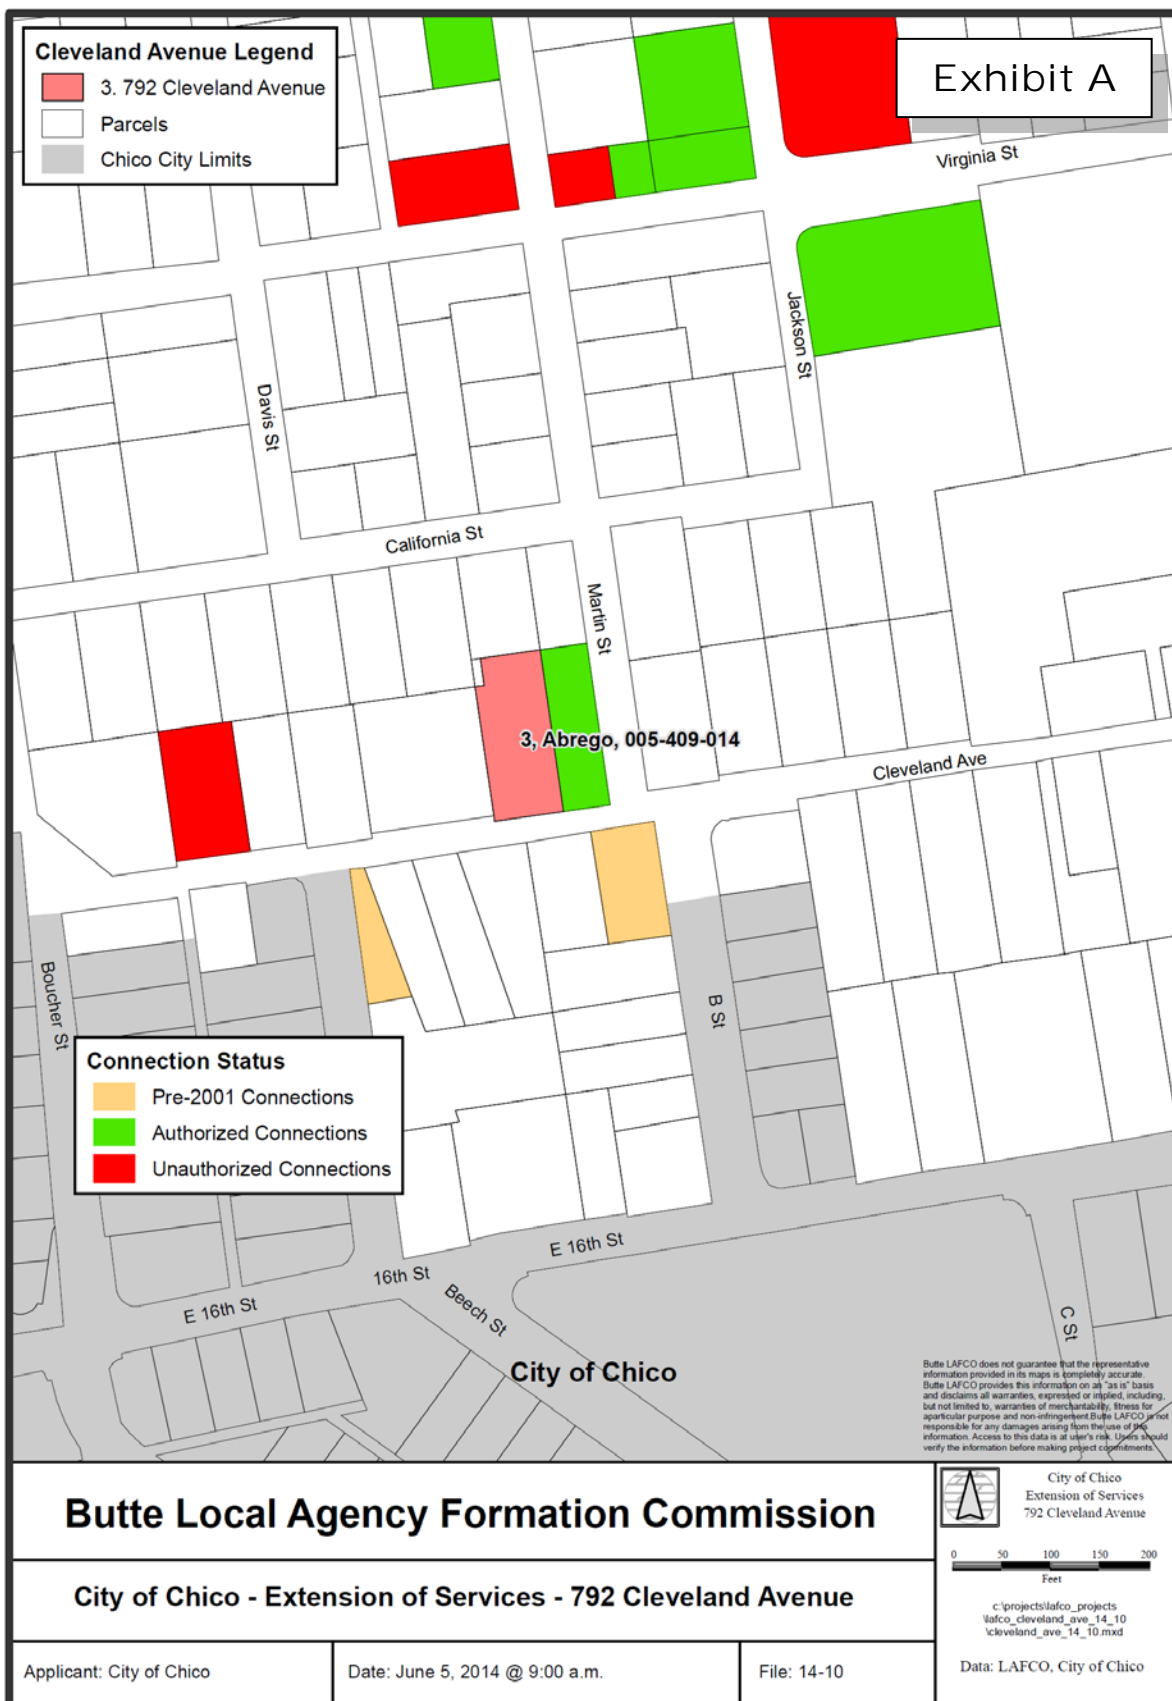 Cleveland Avenue Legend
3. 792 Cleveland Avenue
Parcels
Chico City Limits
Exhibit A
Virginia St
Jackson St
Davis St
California St
Martin St
3, Abrego, 005-409-014
Cleveland Ave
Boucher St
B St
Connection Status
Pre-2001 Connections
Authorized Connections
Unauthorized Connections
E 16th St
16th St
E 16th St
Beech St
C St
City of Chico
Butte LAFCO does not guarantee that the representative
information provided in its maps is completely accurate.
Butte LAFCO provides this information on an "as is" basis
and disclaims all warranties, expressed or implied, including,
but not limited to, warranties of merchantability, fitness for
aparticular purpose and non-infringement.Butte LAFCO is not
responsible for any damages arising from the use of this
information. Access to this data is at user's risk. Users should
verify the information before making project commitments.
Butte Local Agency Formation Commission
City of Chico - Extension of Services - 792 Cleveland Avenue
Applicant: City of Chico
Date: June 5, 2014 @ 9:00 a.m.
File: 14-10
City of Chico
Extension of Services
792 Cleveland Avenue
0 50 100 150 200
Feet
c:\projects\lafco_projects
\lafco_cleveland_ave_14_10
\cleveland_ave_14_10.mxd
Data: LAFCO, City of Chico